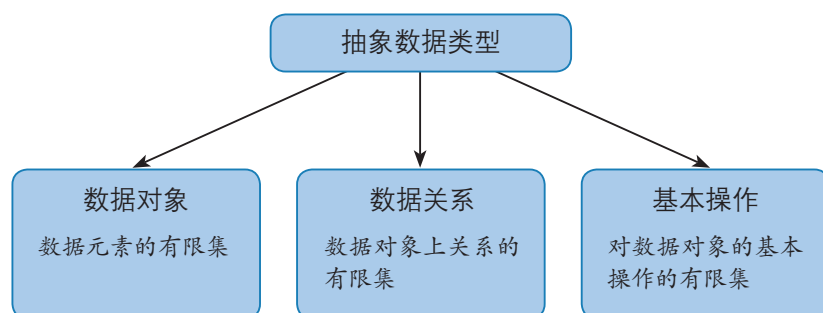 抽象数据类型
数据对象
数据元素的有限集
数据关系
数据对象上关系的
有限集
基本操作
对数据对象的基本
操作的有限集